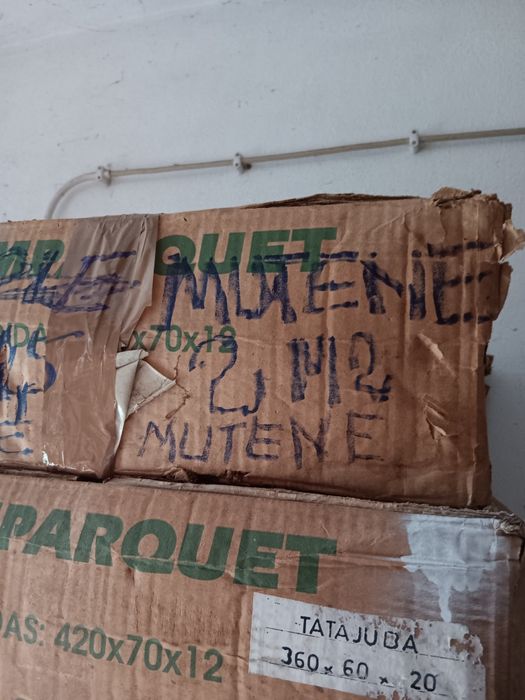 PARQUET
MUTENE
x70x12
2 M2
MUTENE
PARQUET
DAS: 420x70x12
TATAJUBA
360 x 60 x 20